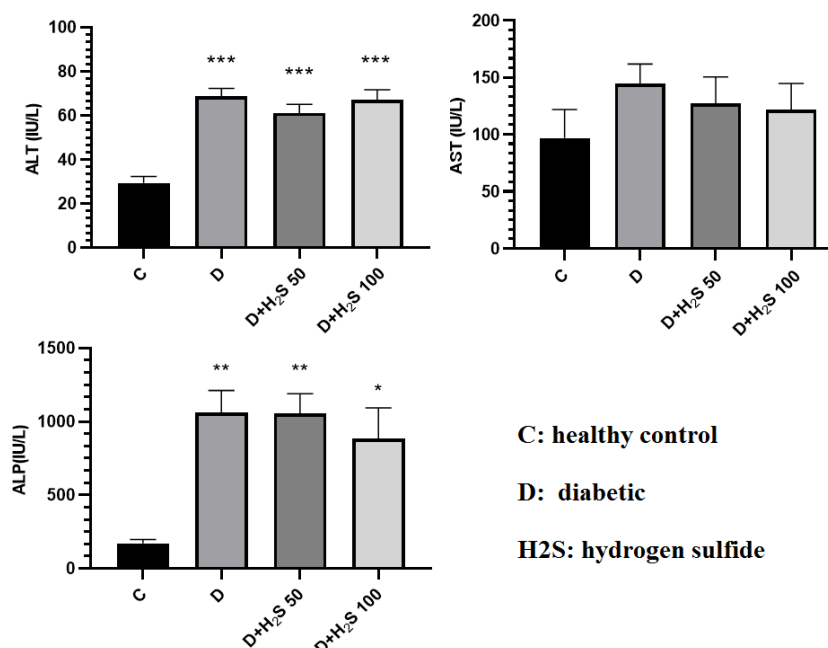 ALT (IU/L)
100
80
60
40
20
0
***
***
***
C
D
D+H₂S 50
D+H₂S 100
AST (IU/L)
200
150
100
50
0
C
D
D+H₂S 50
D+H₂S 100
ALP(IU/L)
1500
1000
500
0
**
**
*
C
D
D+H₂S 50
D+H₂S 100
C: healthy control
D: diabetic
H2S: hydrogen sulfide